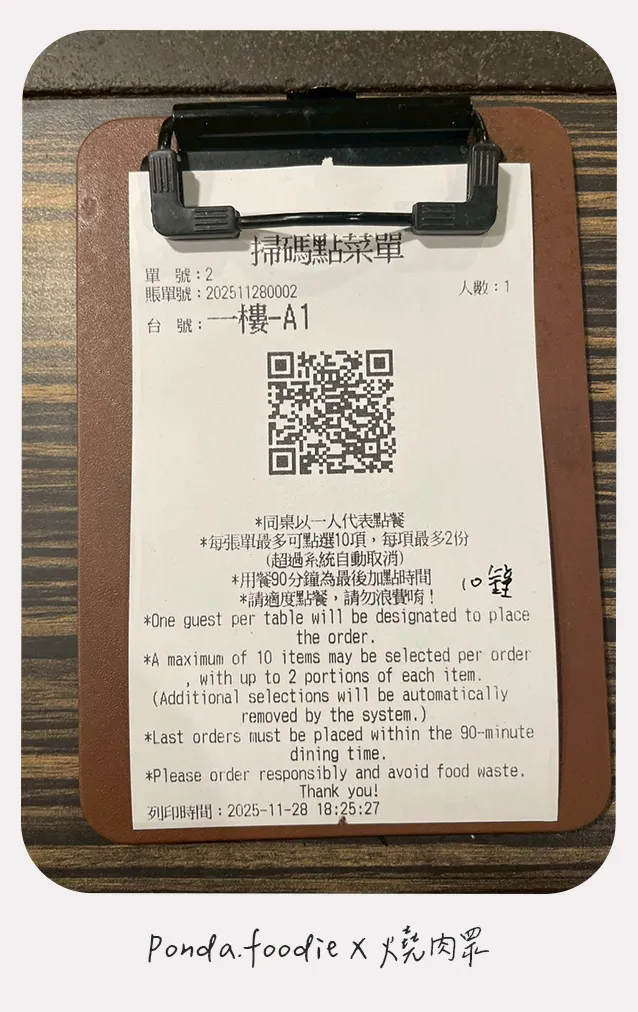 掃碼點菜單
單 號：2
賬單號：202511280002 人數：1
台 號：一樓-A1
*同桌以一人代表點餐
*每張單最多可點選10項，每項最多2份
(超過系統自動取消)
*用餐90分鐘為最後加點時間
*請適度點餐，請勿浪費唷！
10鐘
*One guest per table will be designated to place
the order.
*A maximum of 10 items may be selected per order
, with up to 2 portions of each item.
(Additional selections will be automatically
removed by the system.)
*Last orders must be placed within the 90-minute
dining time.
*Please order responsibly and avoid food waste.
Thank you!
列印時間：2025-11-28 18:25:27
Ponda.foodie x 燒肉眾